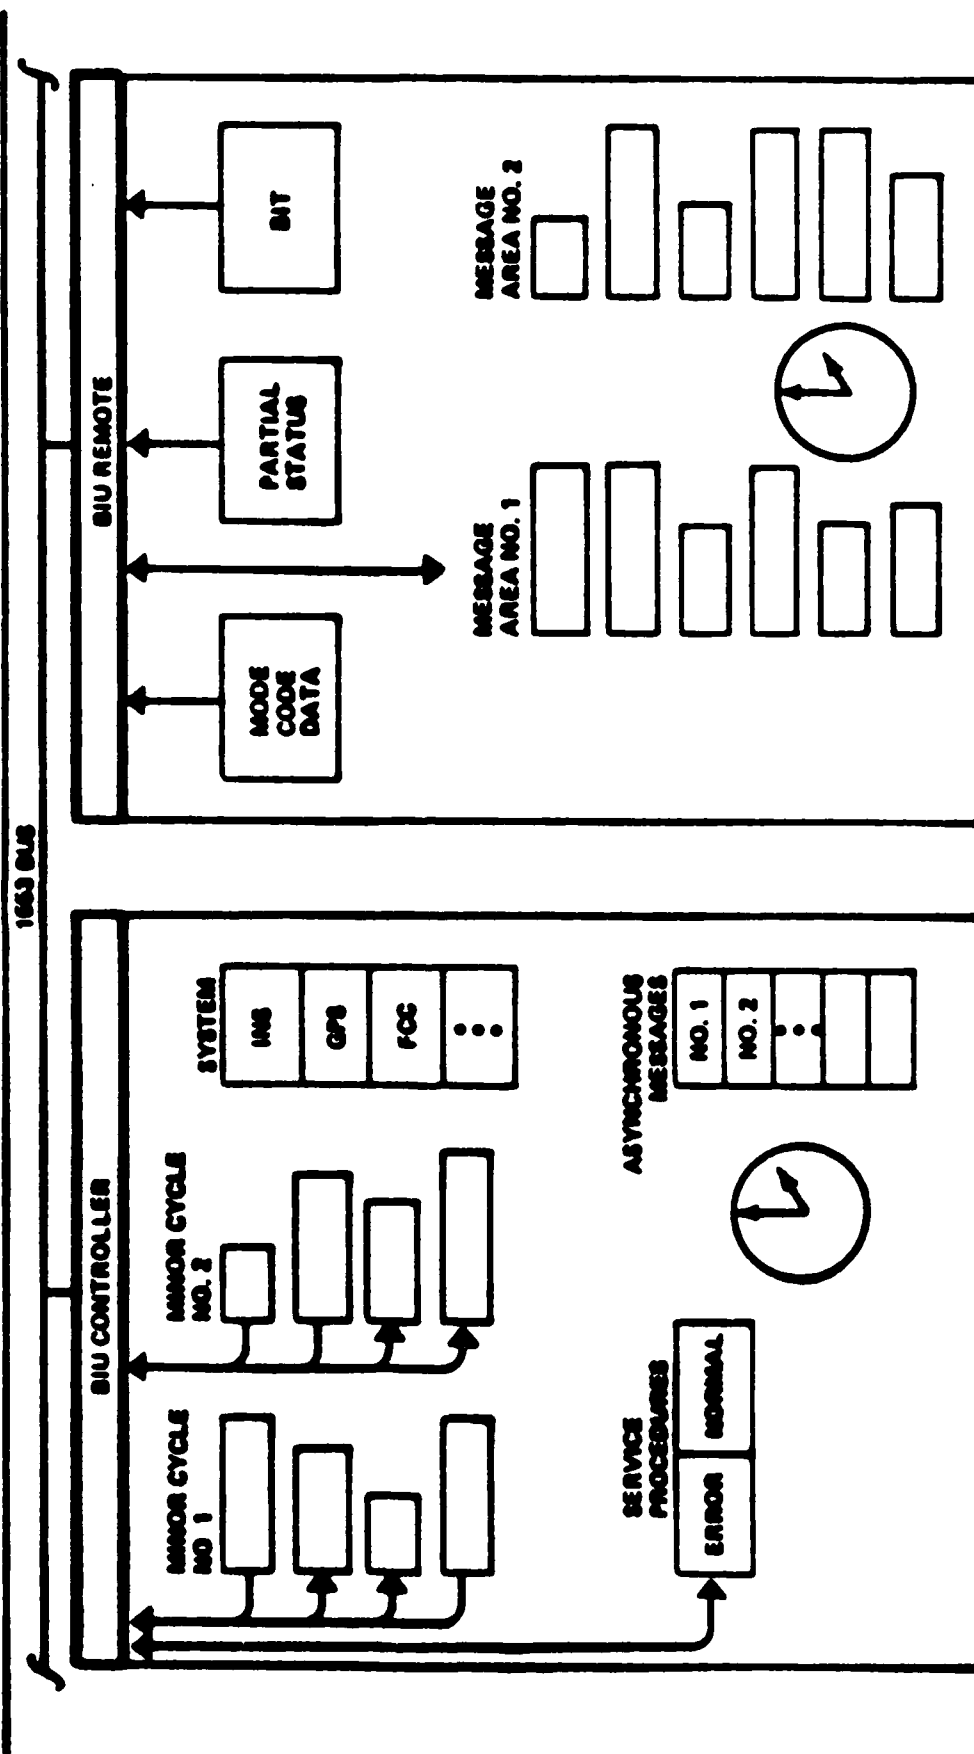 1553 BUS
BIU CONTROLLER
MINOR CYCLE
NO 1
MINOR CYCLE
NO. 2
SYSTEM
INS
GPS
FCC
SERVICE
PROCEDURES
ERROR
NORMAL
ASYNCHRONOUS
MESSAGES
NO. 1
NO. 2
BIU REMOTE
MODE
CODE
DATA
PARTIAL
STATUS
BIT
MESSAGE
AREA NO. 1
MESSAGE
AREA NO. 2